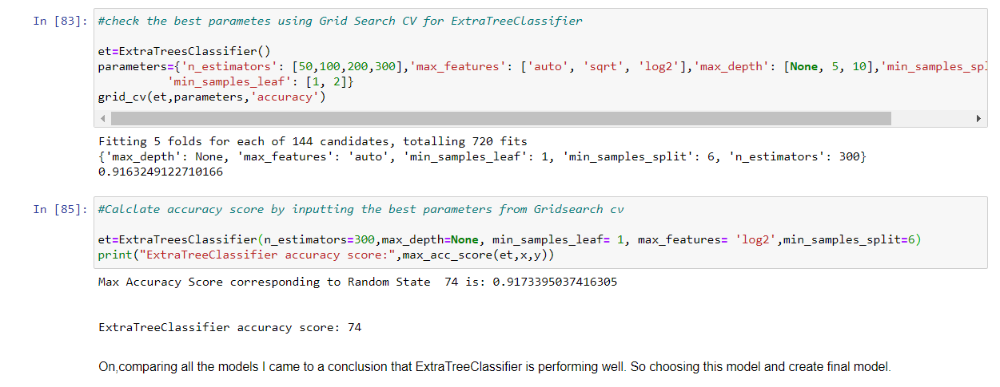 In [83]: #check the best parametes using Grid Search CV for ExtraTreeClassifier
et=ExtraTreesClassifier()
parameters={'n_estimators': [50,100,200,300],'max_features': ['auto', 'sqrt', 'log2'],'max_depth': [None, 5, 10],'min_samples_spl
'min_samples_leaf': [1, 2]}
grid_cv(et,parameters,'accuracy')
Fitting 5 folds for each of 144 candidates, totalling 720 fits
{'max_depth': None, 'max_features': 'auto', 'min_samples_leaf': 1, 'min_samples_split': 6, 'n_estimators': 300}
0.9163249122710166
In [85]: #Calclate accuracy score by inputting the best parameters from Gridsearch cv
et=ExtraTreesClassifier(n_estimators=300,max_depth=None, min_samples_leaf= 1, max_features= 'log2',min_samples_split=6)
print("ExtraTreeClassifier accuracy score:",max_acc_score(et,x,y))
Max Accuracy Score corresponding to Random State  74 is: 0.9173395037416305
ExtraTreeClassifier accuracy score: 74
On,comparing all the models I came to a conclusion that ExtraTreeClassifier is performing well. So choosing this model and create final model.